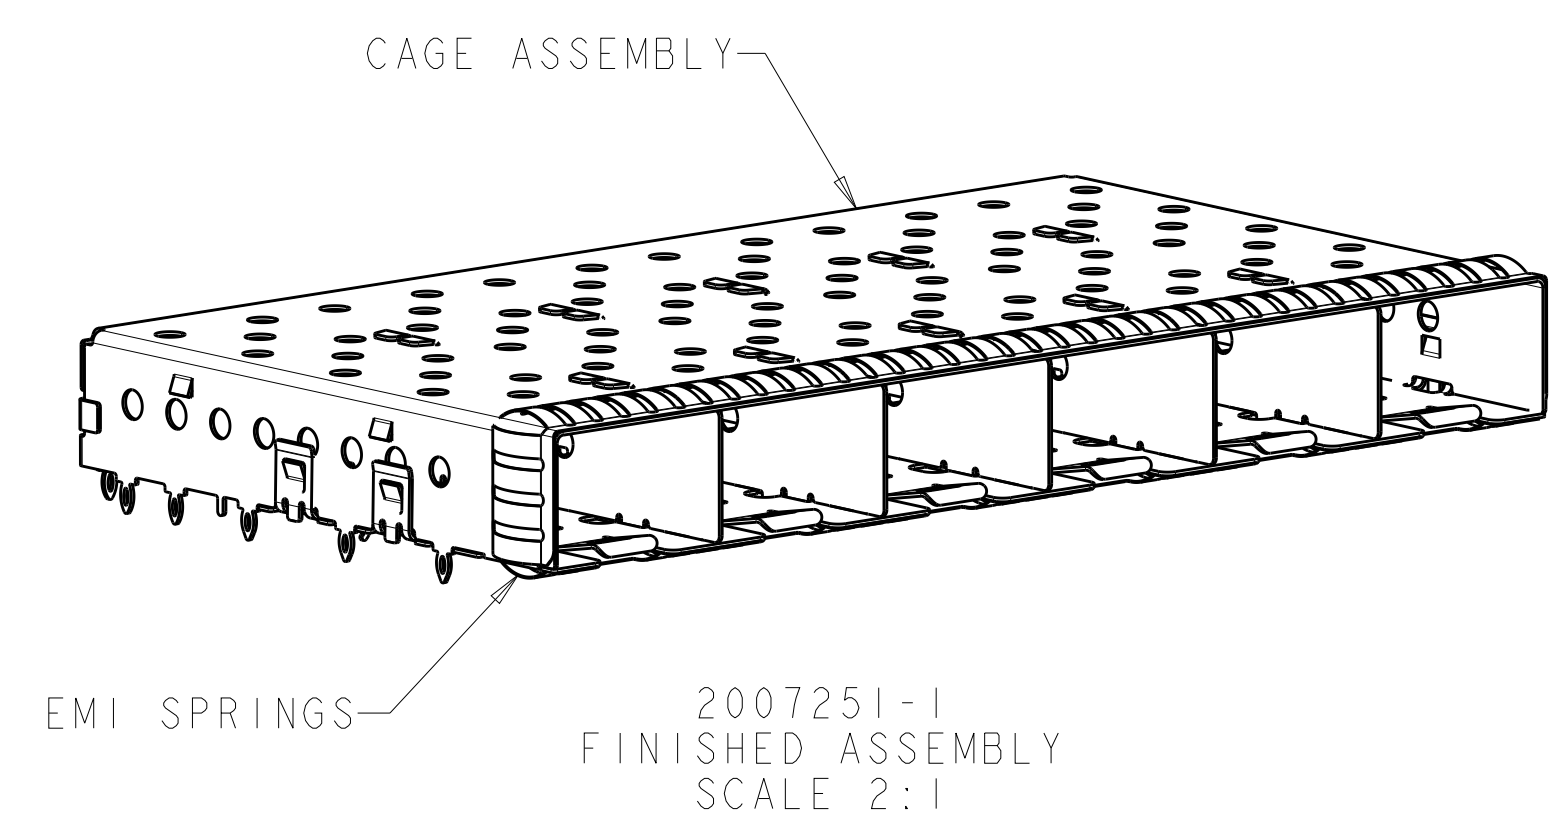 CAGE ASSEMBLY
EMI SPRINGS
2007251-1
FINISHED ASSEMBLY
SCALE 2:1